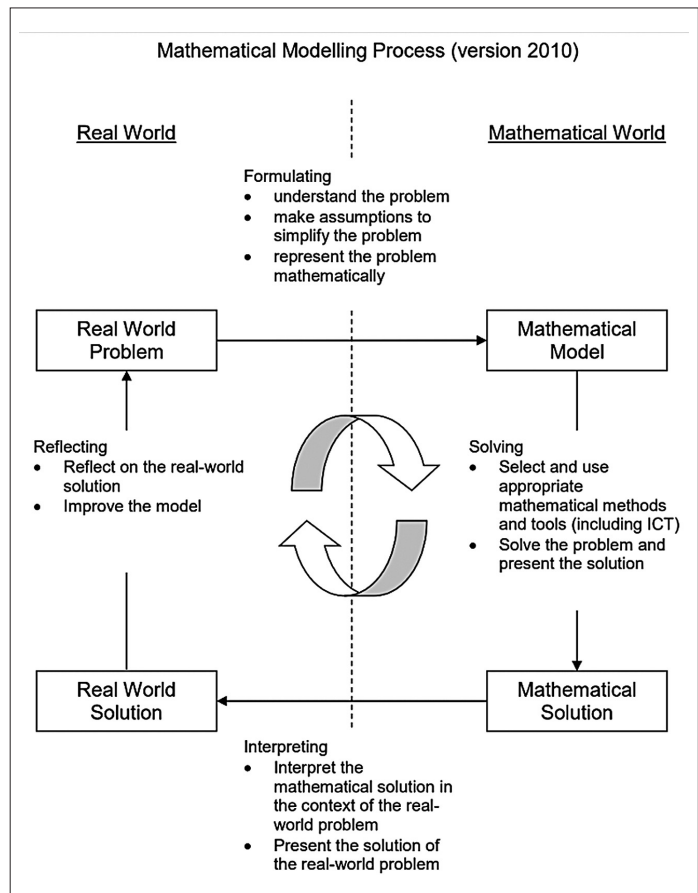 Mathematical Modelling Process (version 2010)
Real World
Mathematical World
Formulating
• understand the problem
• make assumptions to
simplify the problem
• represent the problem
mathematically
Real World
Problem
Mathematical
Model
Reflecting
• Reflect on the real-world
solution
• Improve the model
Solving
• Select and use
appropriate
mathematical methods
and tools (including ICT)
• Solve the problem and
present the solution
Real World
Solution
Mathematical
Solution
Interpreting
• Interpret the
mathematical solution in
the context of the real-
world problem
• Present the solution of
the real-world problem